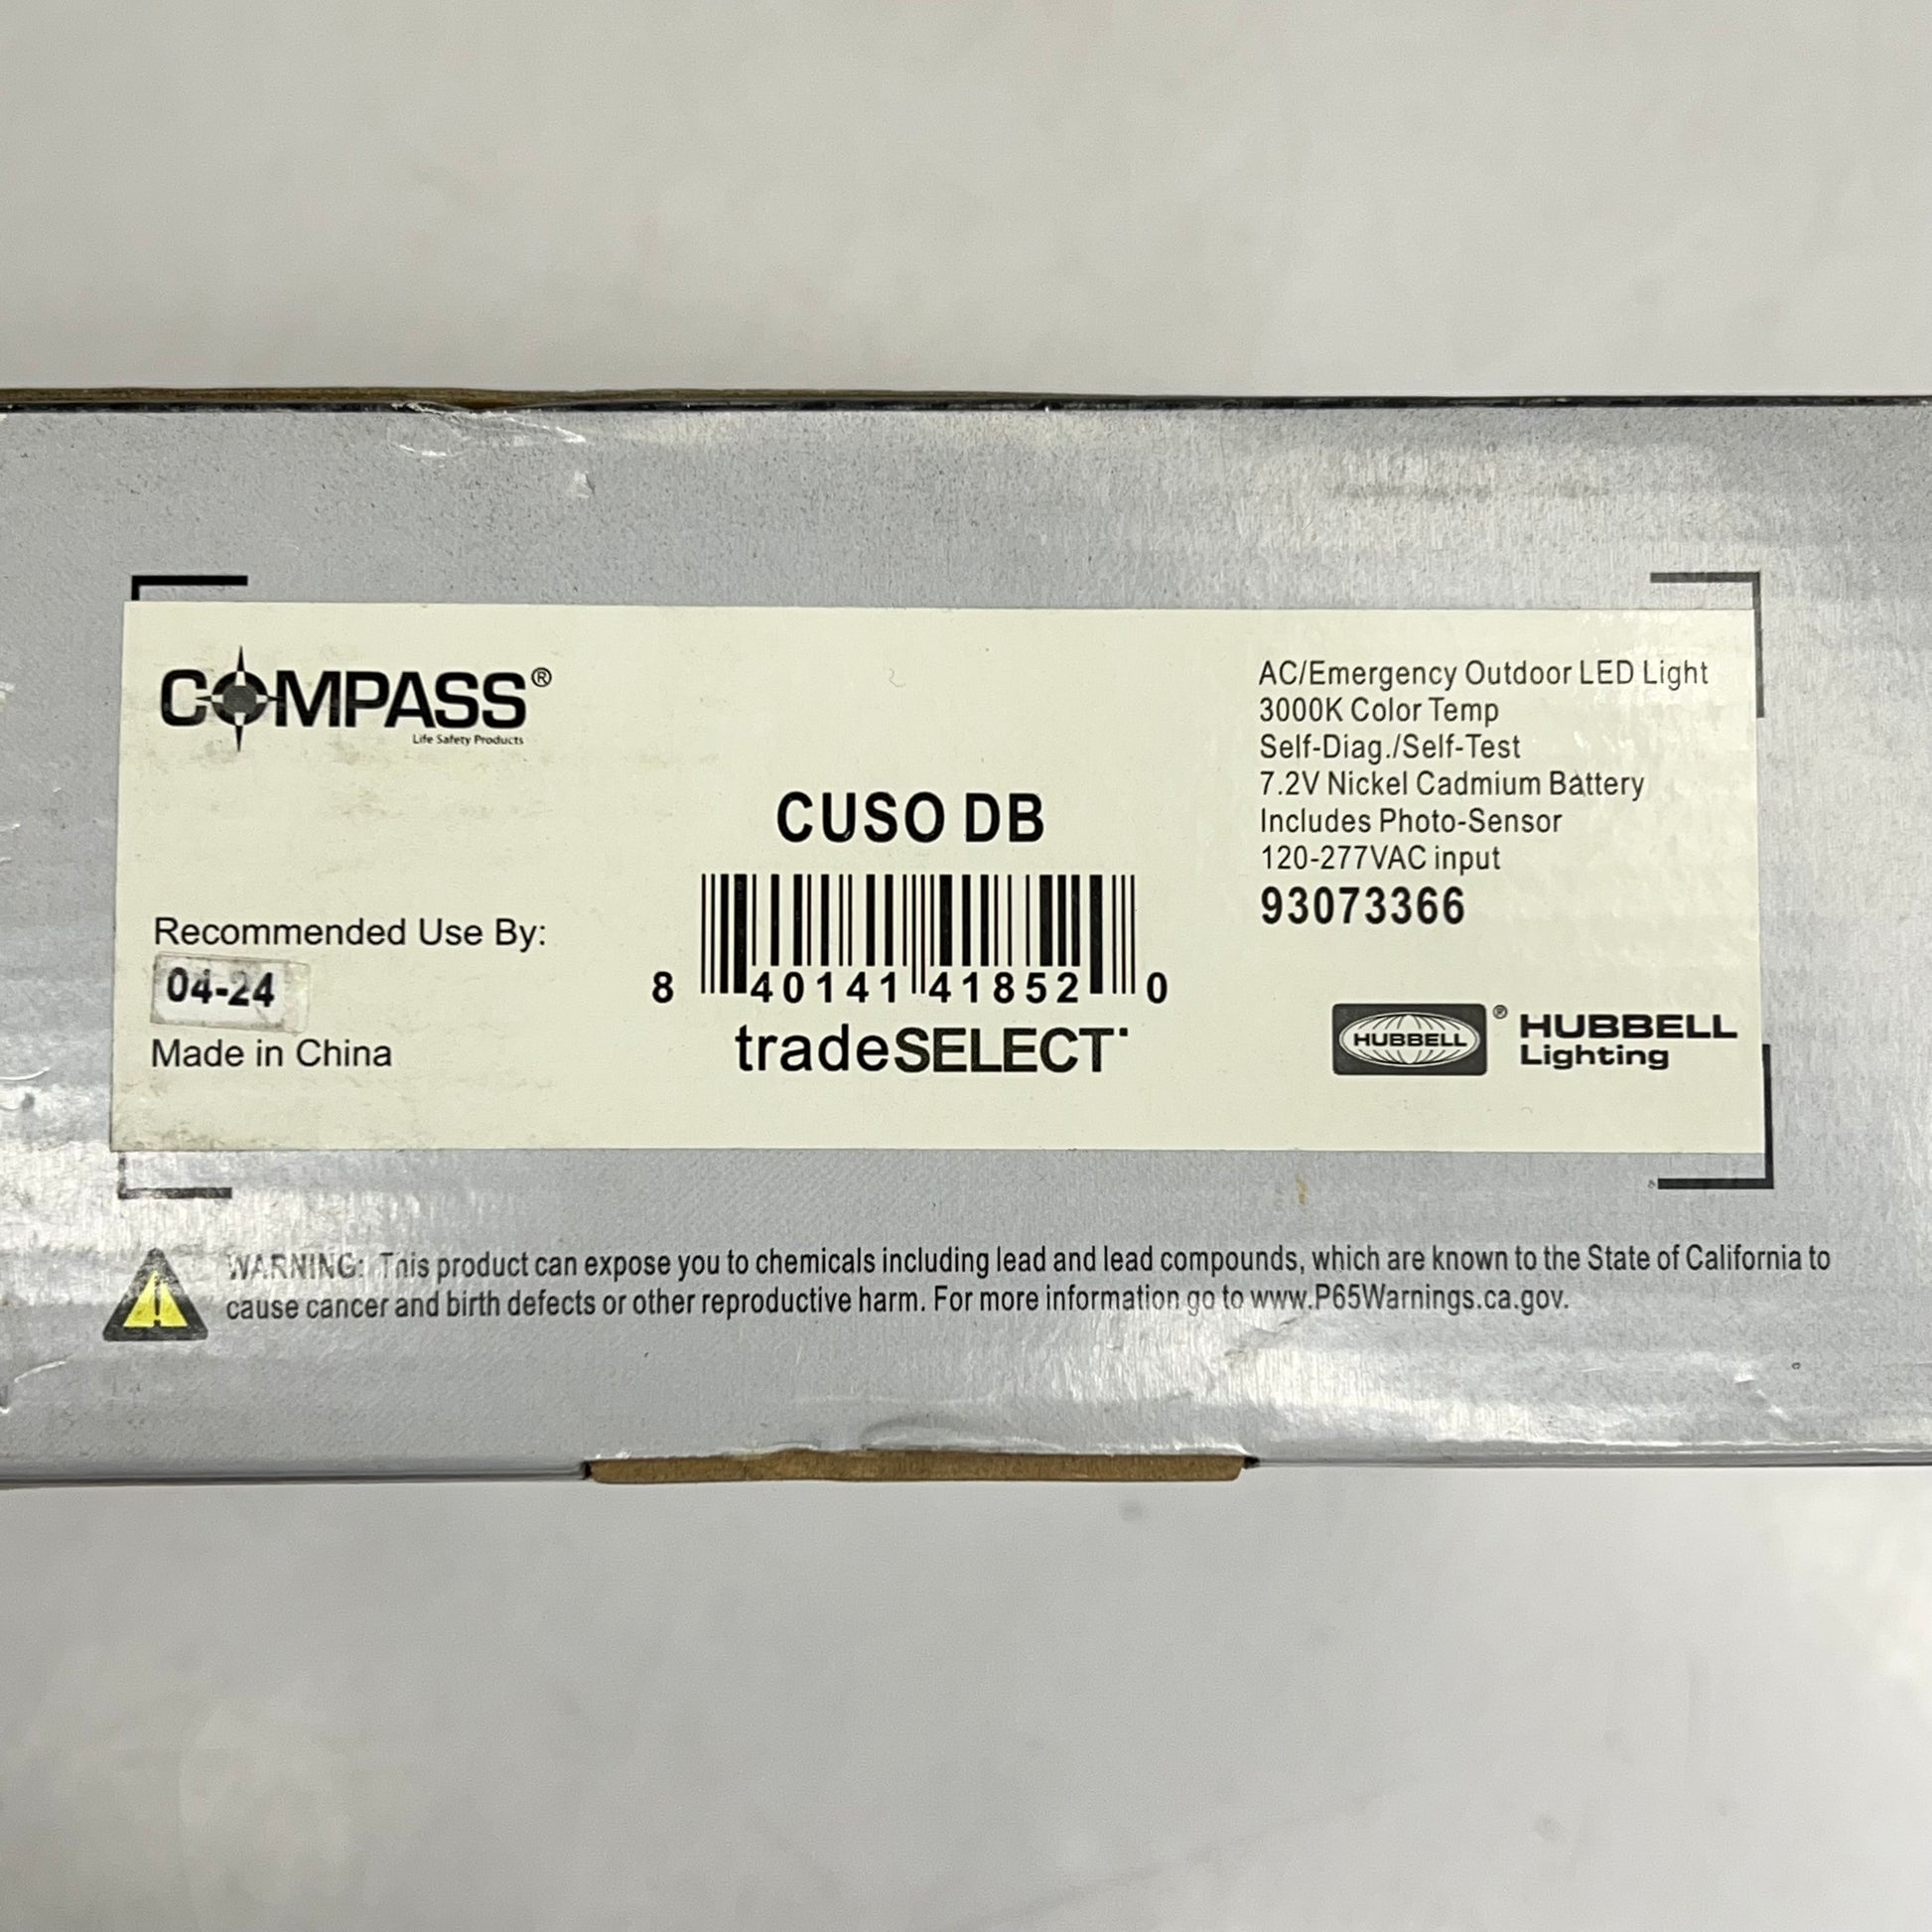 COMPASS®
Life Safety Products
Recommended Use By:
04-24
Made in China
CUSO DB
8 40141 41852 0
tradeSELECT
AC/Emergency Outdoor LED Light
3000K Color Temp
Self-Diag./Self-Test
7.2V Nickel Cadmium Battery
Includes Photo-Sensor
120-277VAC input
93073366
HUBBELL ® HUBBELL
Lighting
WARNING: This product can expose you to chemicals including lead and lead compounds, which are known to the State of California to
cause cancer and birth defects or other reproductive harm. For more information go to www.P65Warnings.ca.gov.